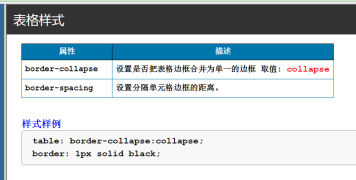 表格样式
属性 描述
border-collapse 设置是否把表格边框合并为单一的边框 取值: collapse
border-spacing 设置分隔单元格边框的距离。
样式样例
table: border-collapse:collapse;
border: 1px solid black;